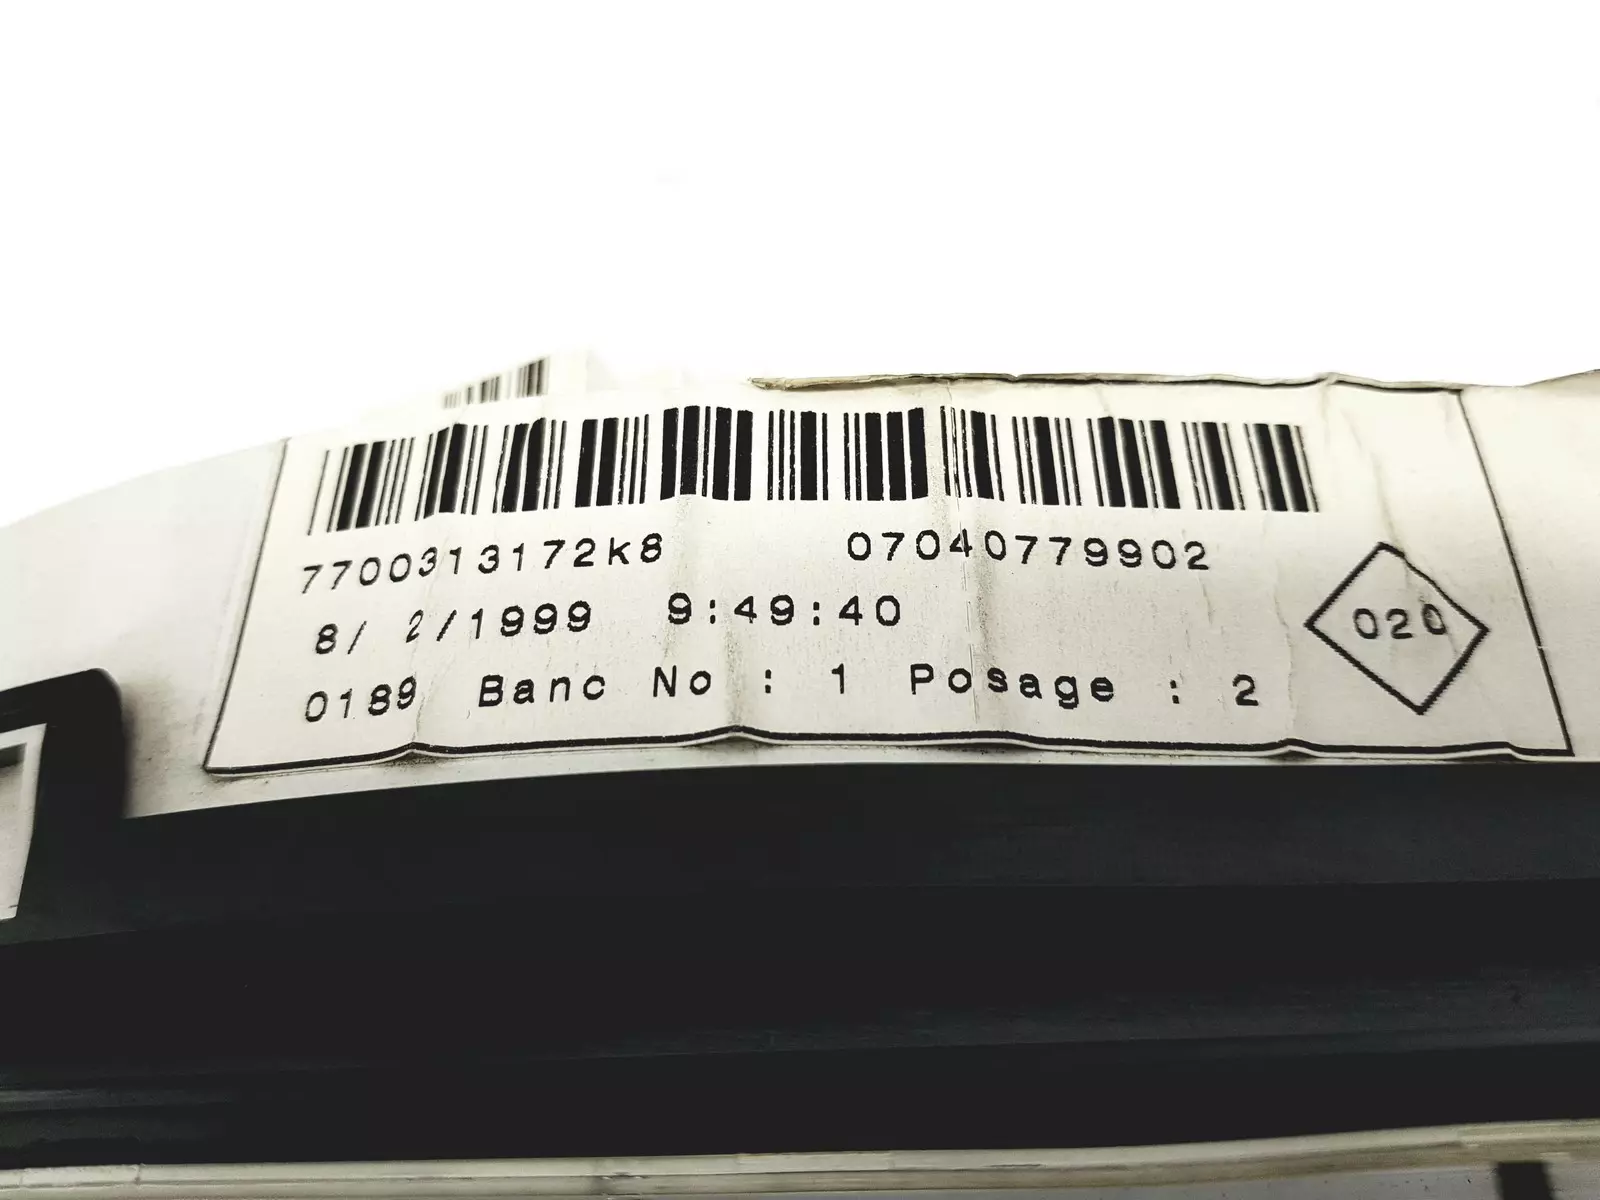 7700313172k8 07040779902
8/ 2/1999 9:49:40
0189 Banc No : 1 Posage : 2
020